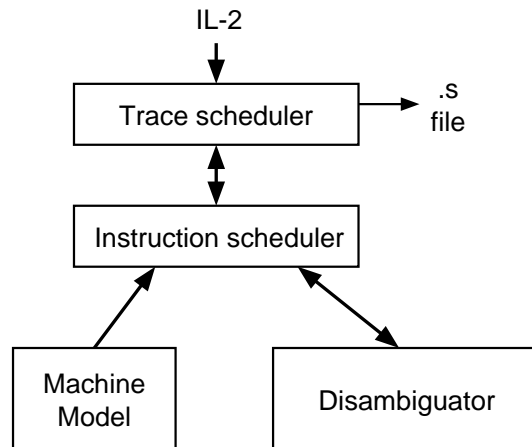 IL-2
Trace scheduler
.s
file
Instruction scheduler
Machine
Model
Disambiguator